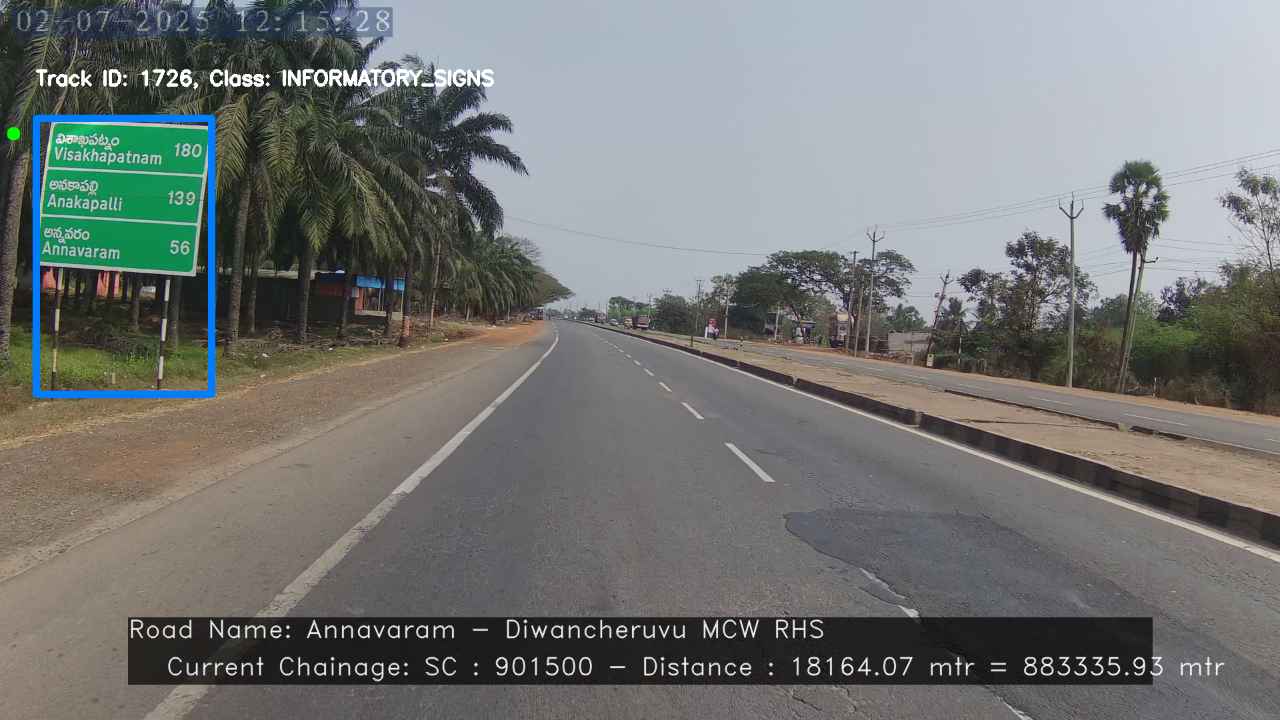 02-07-2025 12:15:28
Track ID: 1726, Class: INFORMATORY_SIGNS
విశాఖపట్నం
Visakhapatnam 180
అనకాపల్లి
Anakapalli 139
అన్నవరం
Annavaram 56
Road Name: Annavaram - Diwancheruvu MCW RHS
Current Chainage: SC : 901500 - Distance : 18164.07 mtr = 883335.93 mtr